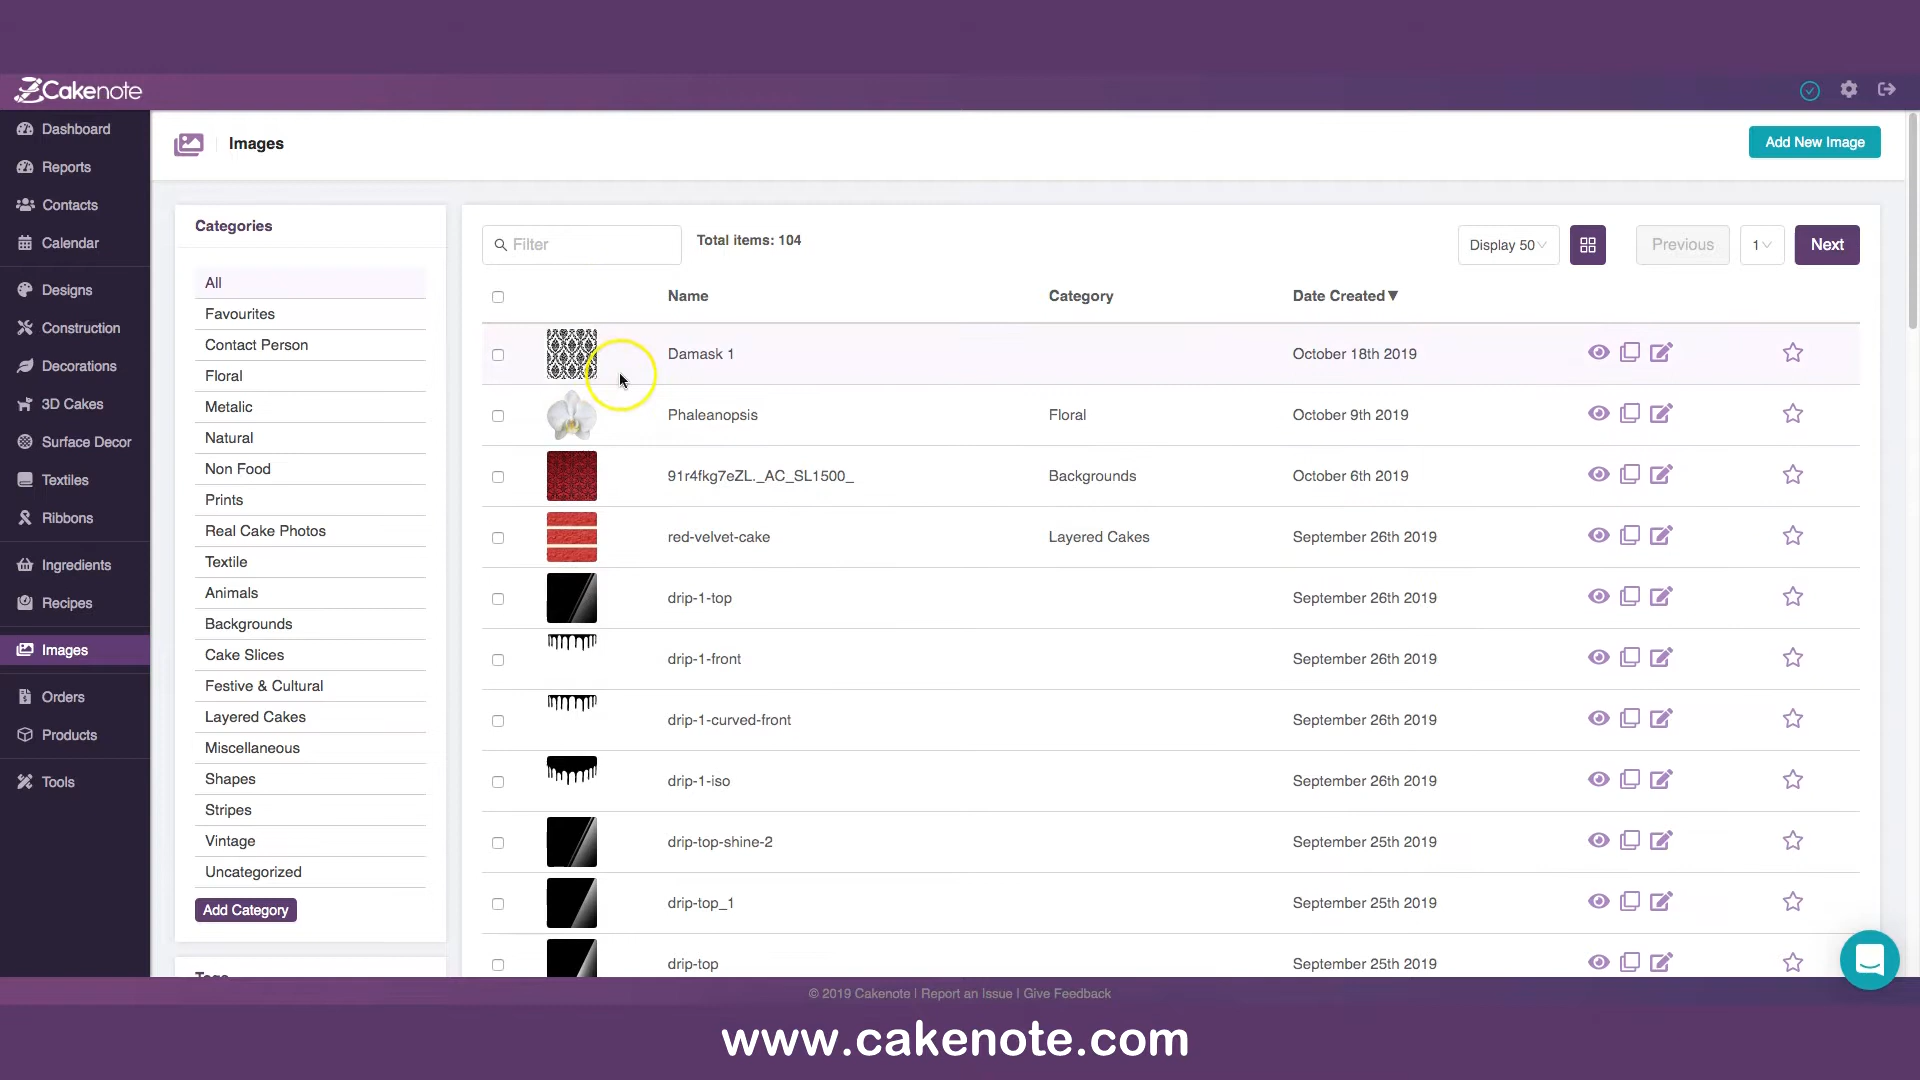 Cakenote
Dashboard
Reports
Contacts
Calendar
Designs
Construction
Decorations
3D Cakes
Surface Decor
Textiles
Ribbons
Ingredients
Recipes
Images
Orders
Products
Tools
Images
Add New Image
Categories
All
Favourites
Contact Person
Floral
Metalic
Natural
Non Food
Prints
Real Cake Photos
Textile
Animals
Backgrounds
Cake Slices
Festive & Cultural
Layered Cakes
Miscellaneous
Shapes
Stripes
Vintage
Uncategorized
Add Category
Filter
Total items: 104
Display 50
Previous
1
Next
Name Category Date Created▼
Damask 1 October 18th 2019
Phaleanopsis Floral October 9th 2019
91r4fkg7eZL._AC_SL1500_ Backgrounds October 6th 2019
red-velvet-cake Layered Cakes September 26th 2019
drip-1-top September 26th 2019
drip-1-front September 26th 2019
drip-1-curved-front September 26th 2019
drip-1-iso September 26th 2019
drip-top-shine-2 September 25th 2019
drip-top_1 September 25th 2019
drip-top September 25th 2019
© 2019 Cakenote | Report an Issue | Give Feedback
www.cakenote.com